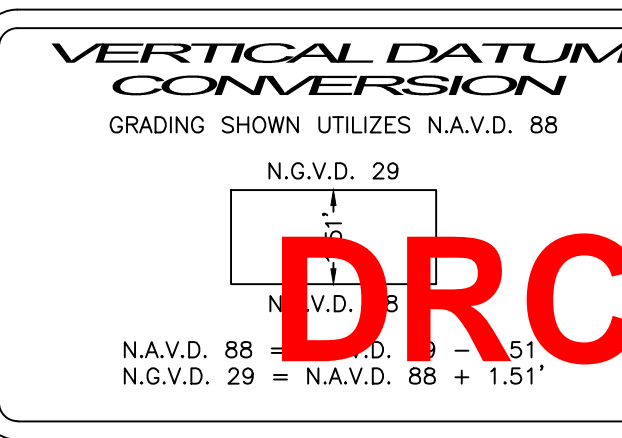 VERTICAL DATUM
CONVERSION
GRADING SHOWN UTILIZES N.A.V.D. 88
N.G.V.D. 29
DRC
N.A.V.D. 88 =
N.G.V.D. 29 = N.A.V.D. 88 + 1.51'